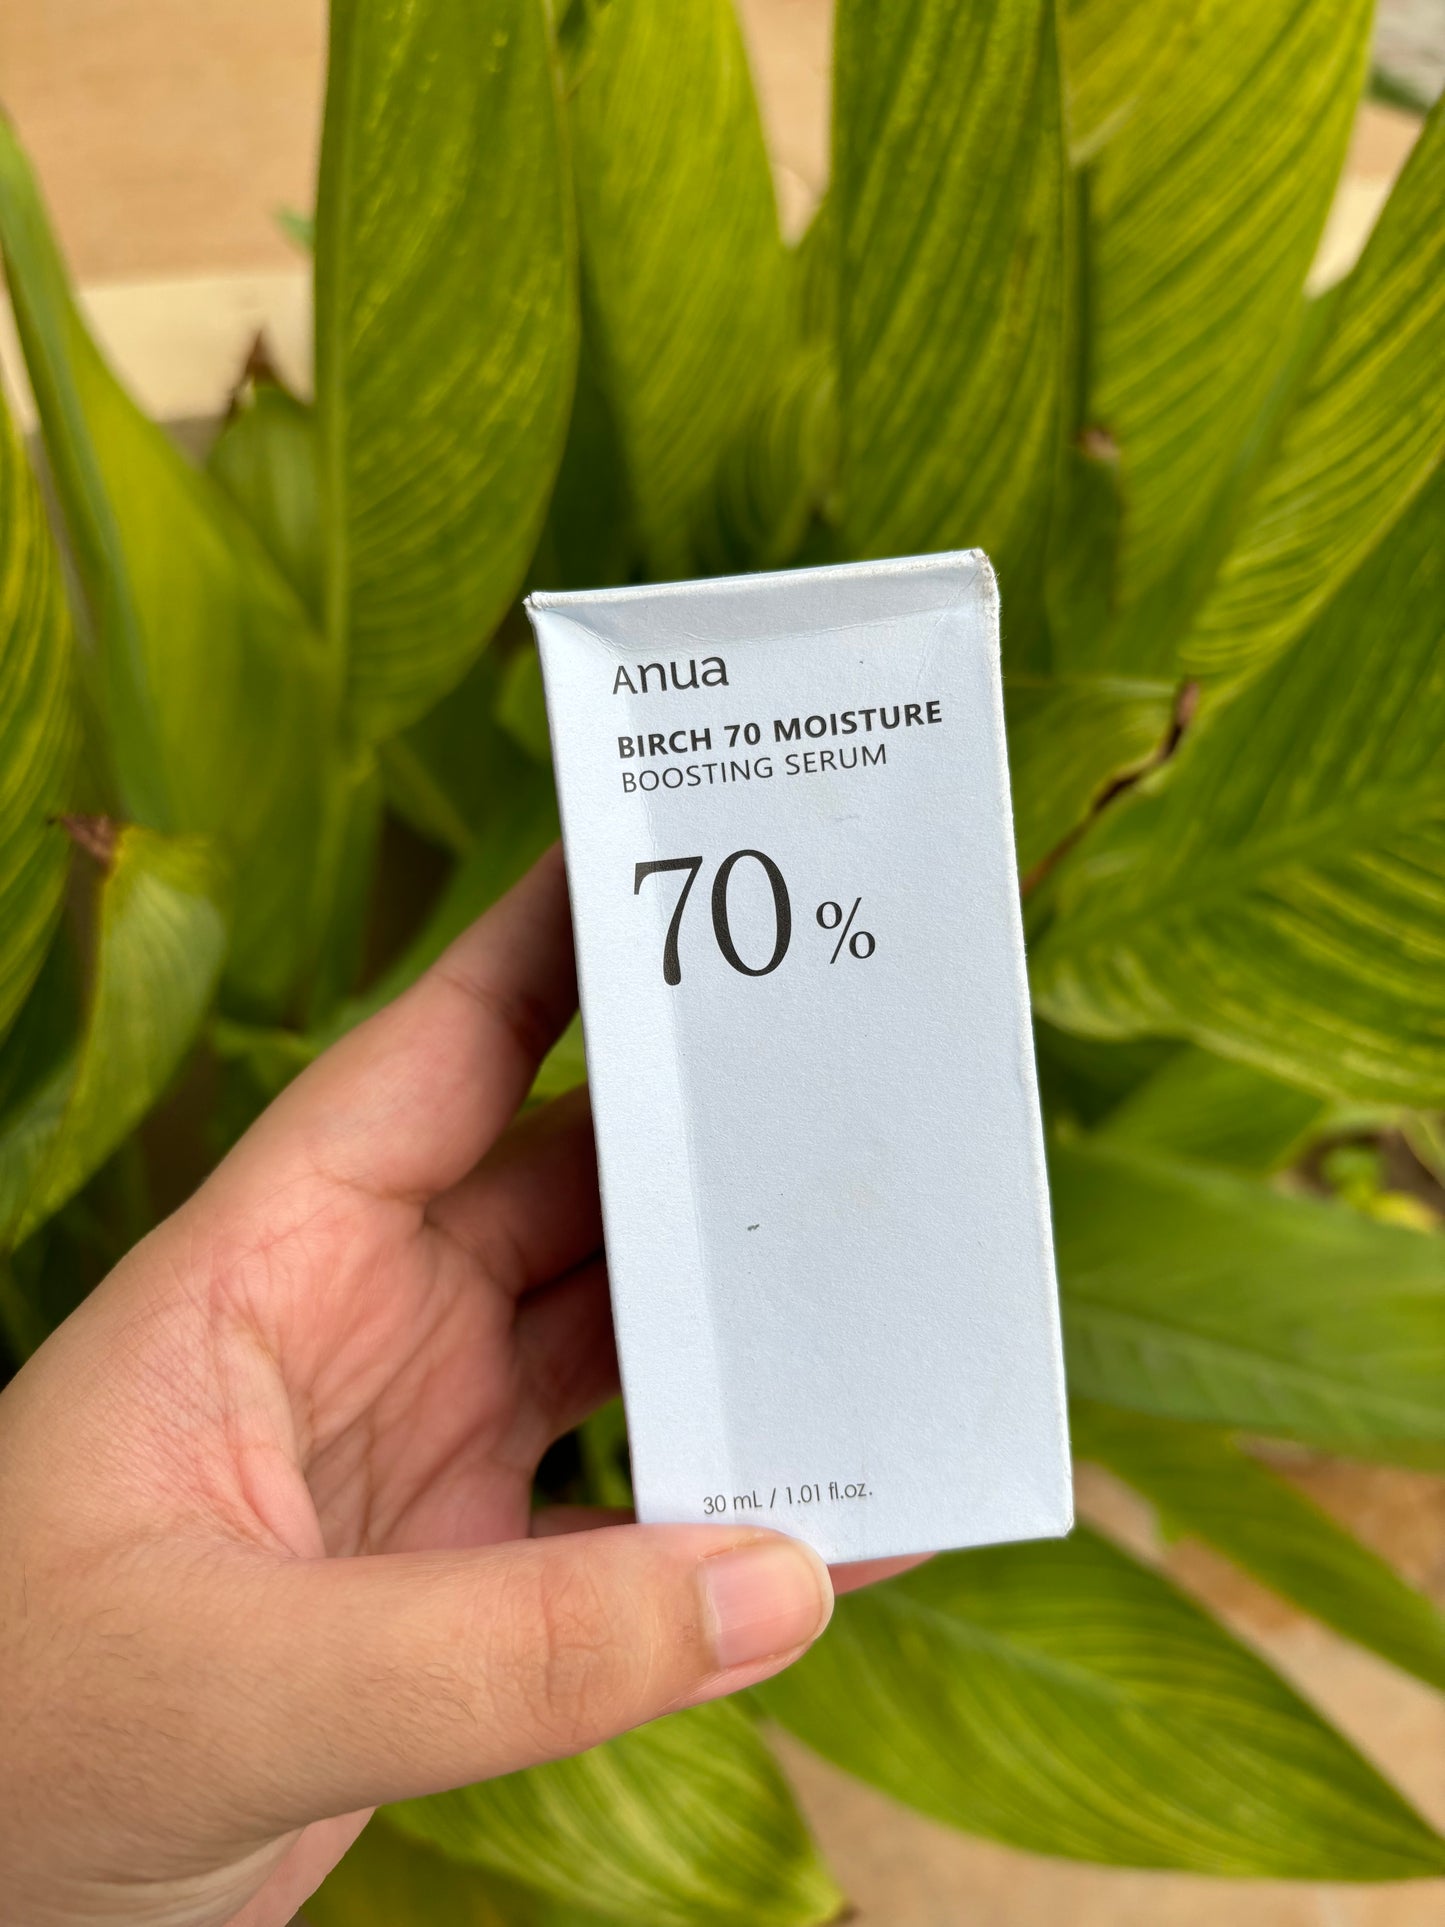 Anua
BIRCH 70 MOISTURE
BOOSTING SERUM
70 %
30 mL / 1.01 fl.oz.